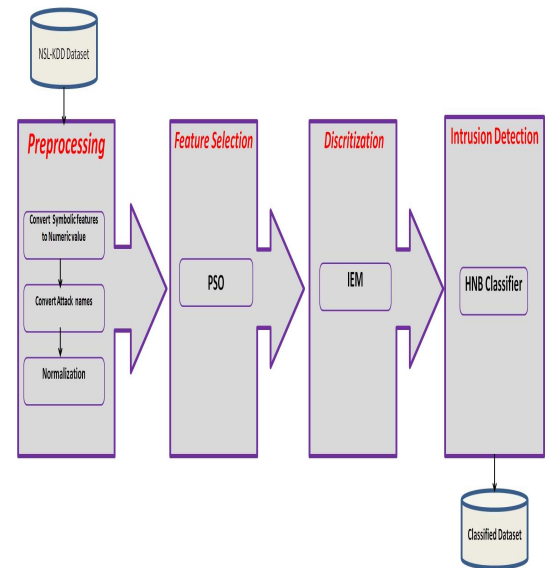 NSL-KDD Dataset
Preprocessing
Convert Symbolic features
to Numeric value
Convert Attack names
Normalization
Feature Selection
PSO
Discritization
IEM
Intrusion Detection
HNB Classifier
Classified Dataset